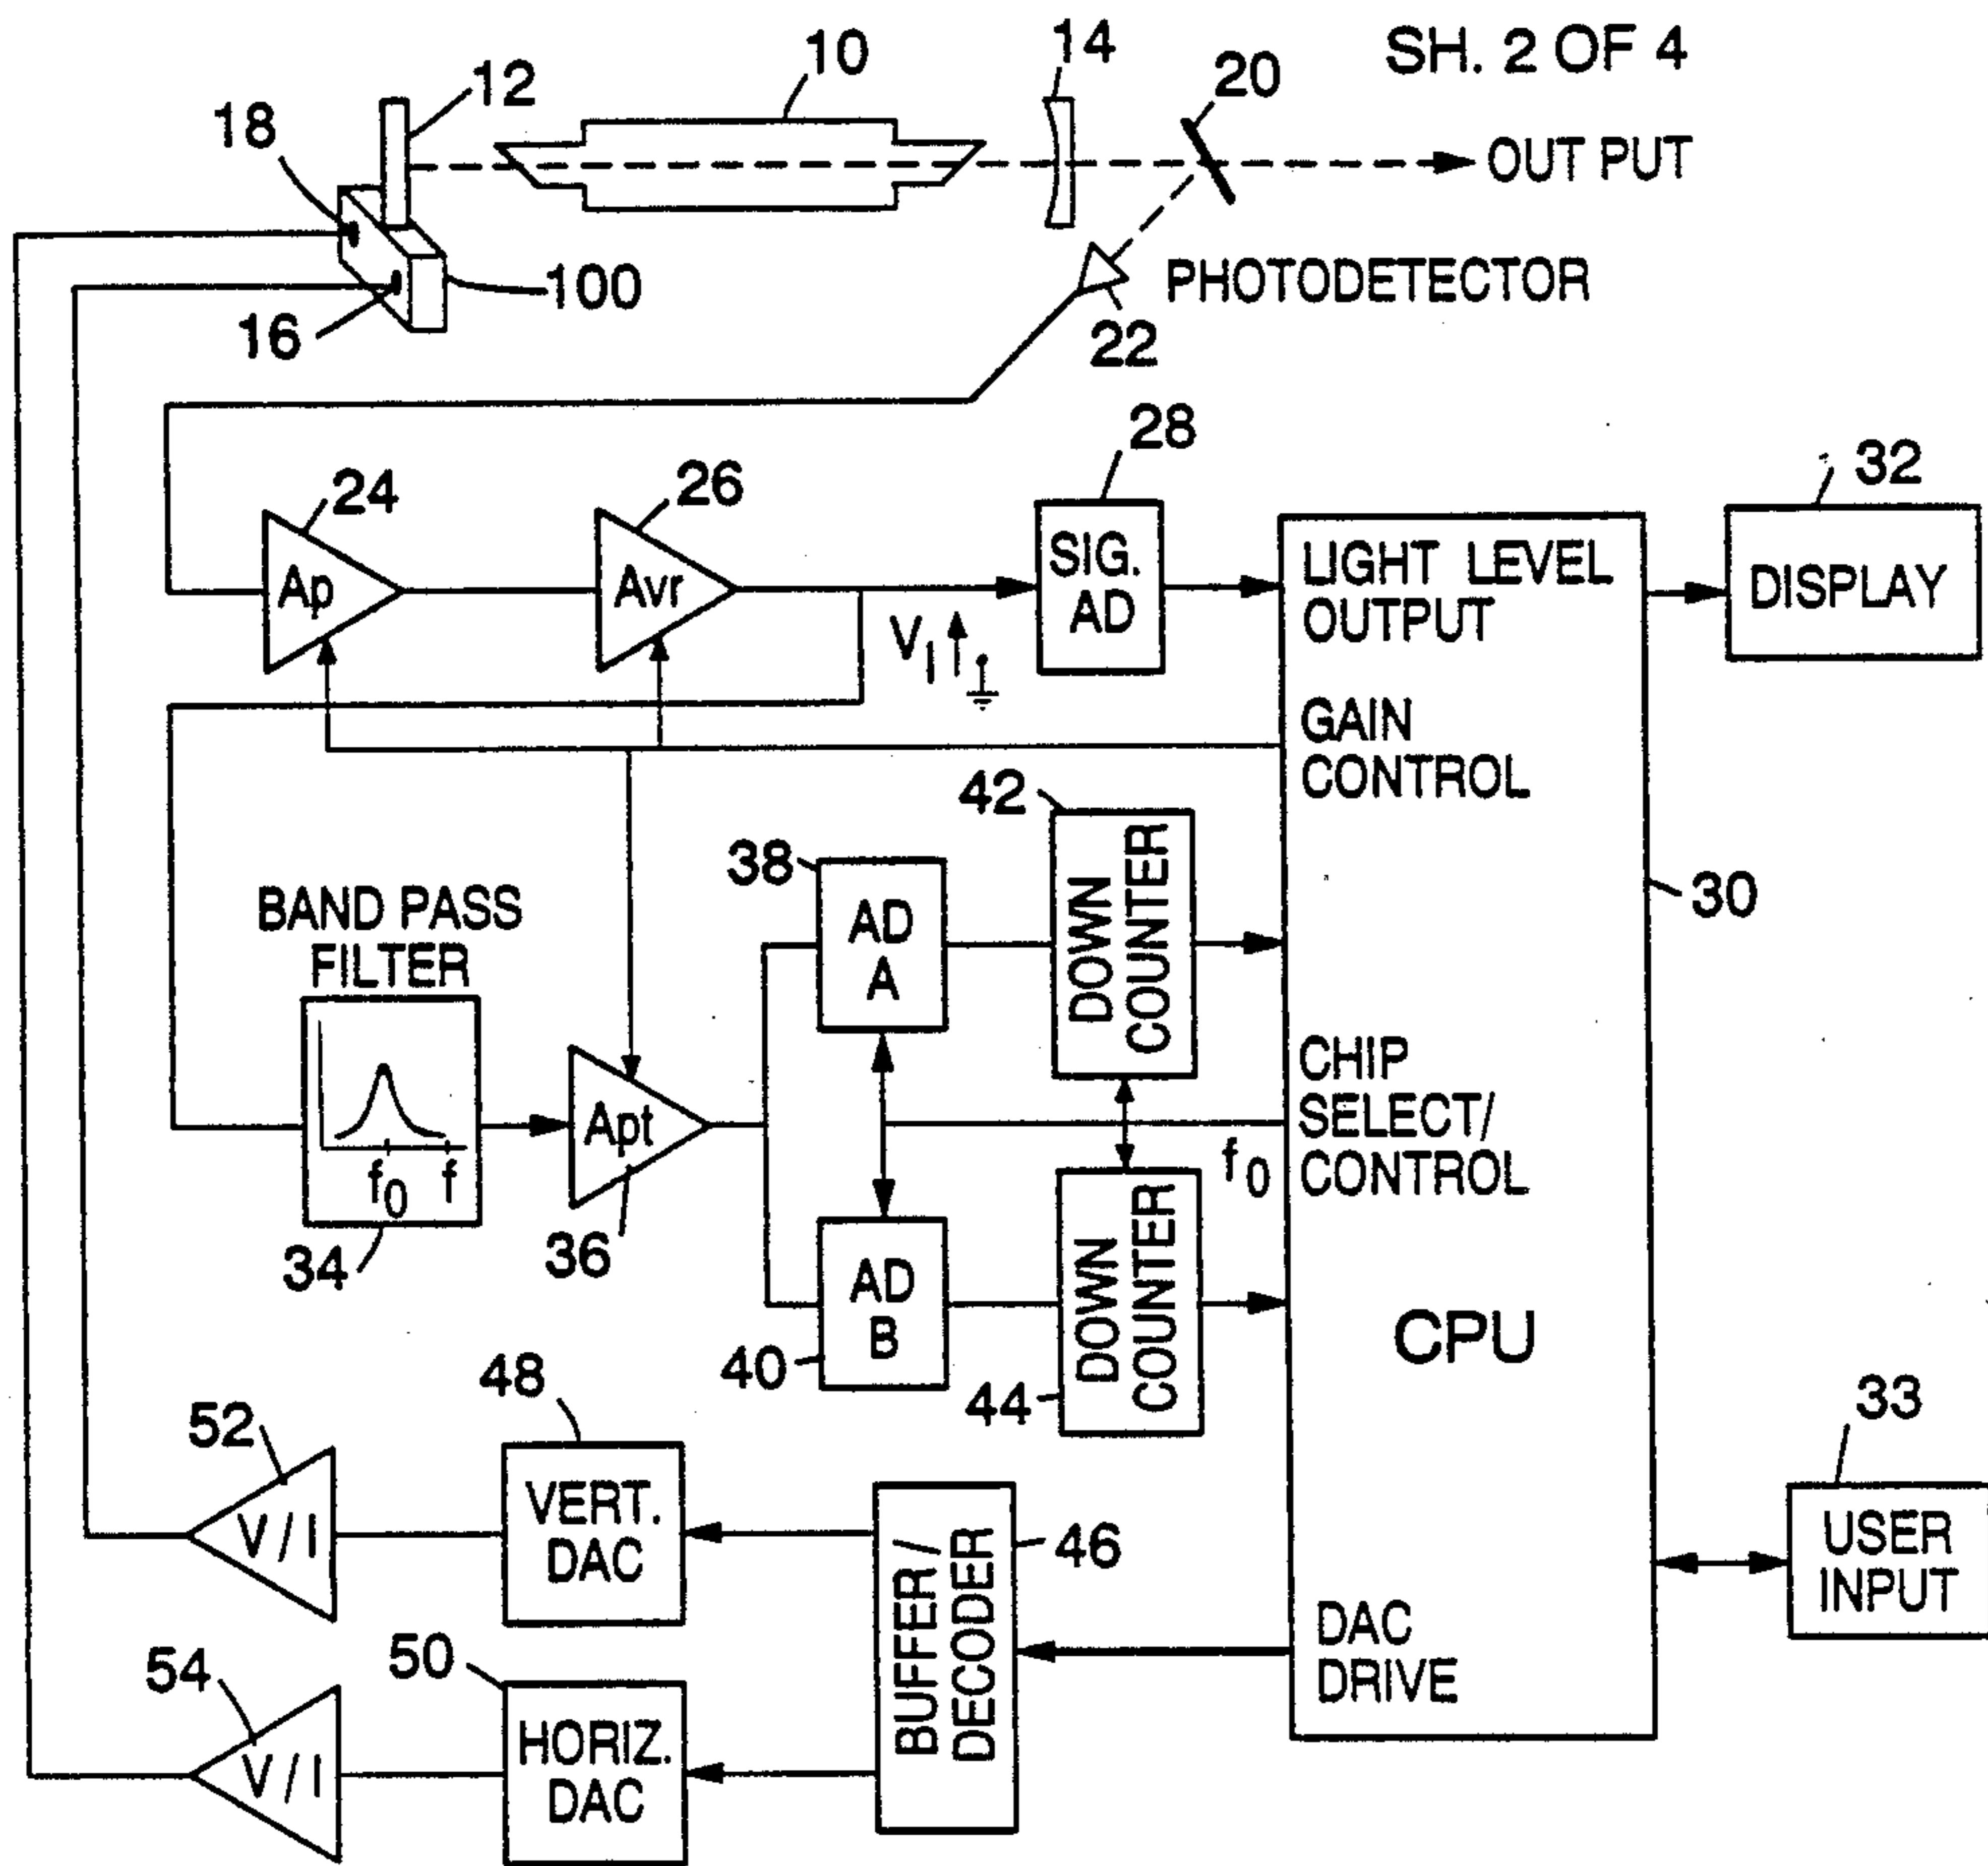 SH. 2 OF 4
14
10
20
12
18
OUT PUT
100
PHOTODETECTOR
16
22
28
32
24
26
SIG.
AD
LIGHT LEVEL
OUTPUT
DISPLAY
Ap
Avr
V1
GAIN
CONTROL
42
38
30
BAND PASS
FILTER
AD
A
DOWN
COUNTER
CHIP
SELECT/
CONTROL
Apt
f0
f0 f
34
36
AD
B
DOWN
COUNTER
CPU
40
44
48
33
52
V/I
VERT.
DAC
46
USER
INPUT
BUFFER/
DECODER
DAC
DRIVE
54
50
V/I
HORIZ.
DAC